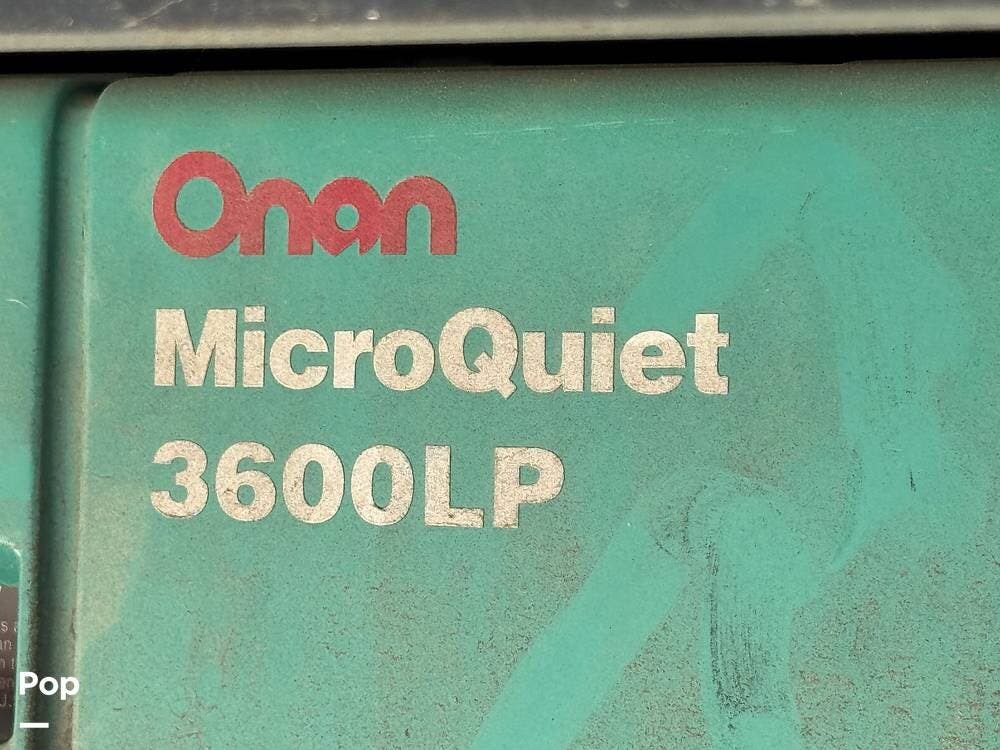 Onan
MicroQuiet
3600LP
Pop